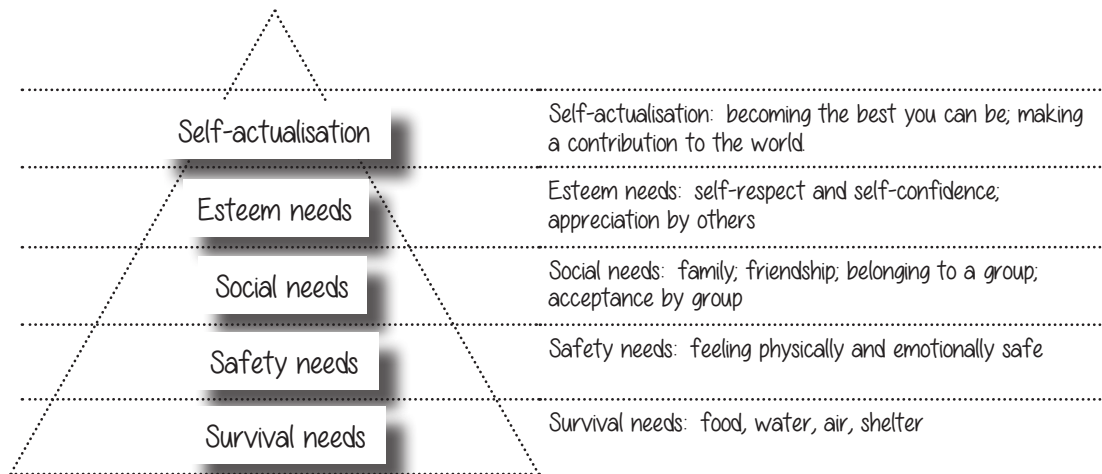 Self-actualisation
Self-actualisation: becoming the best you can be; making
a contribution to the world.
Esteem needs
Esteem needs: self-respect and self-confidence;
appreciation by others
Social needs
Social needs: family; friendship; belonging to a group;
acceptance by group
Safety needs
Safety needs: feeling physically and emotionally safe
Survival needs
Survival needs: food, water, air, shelter